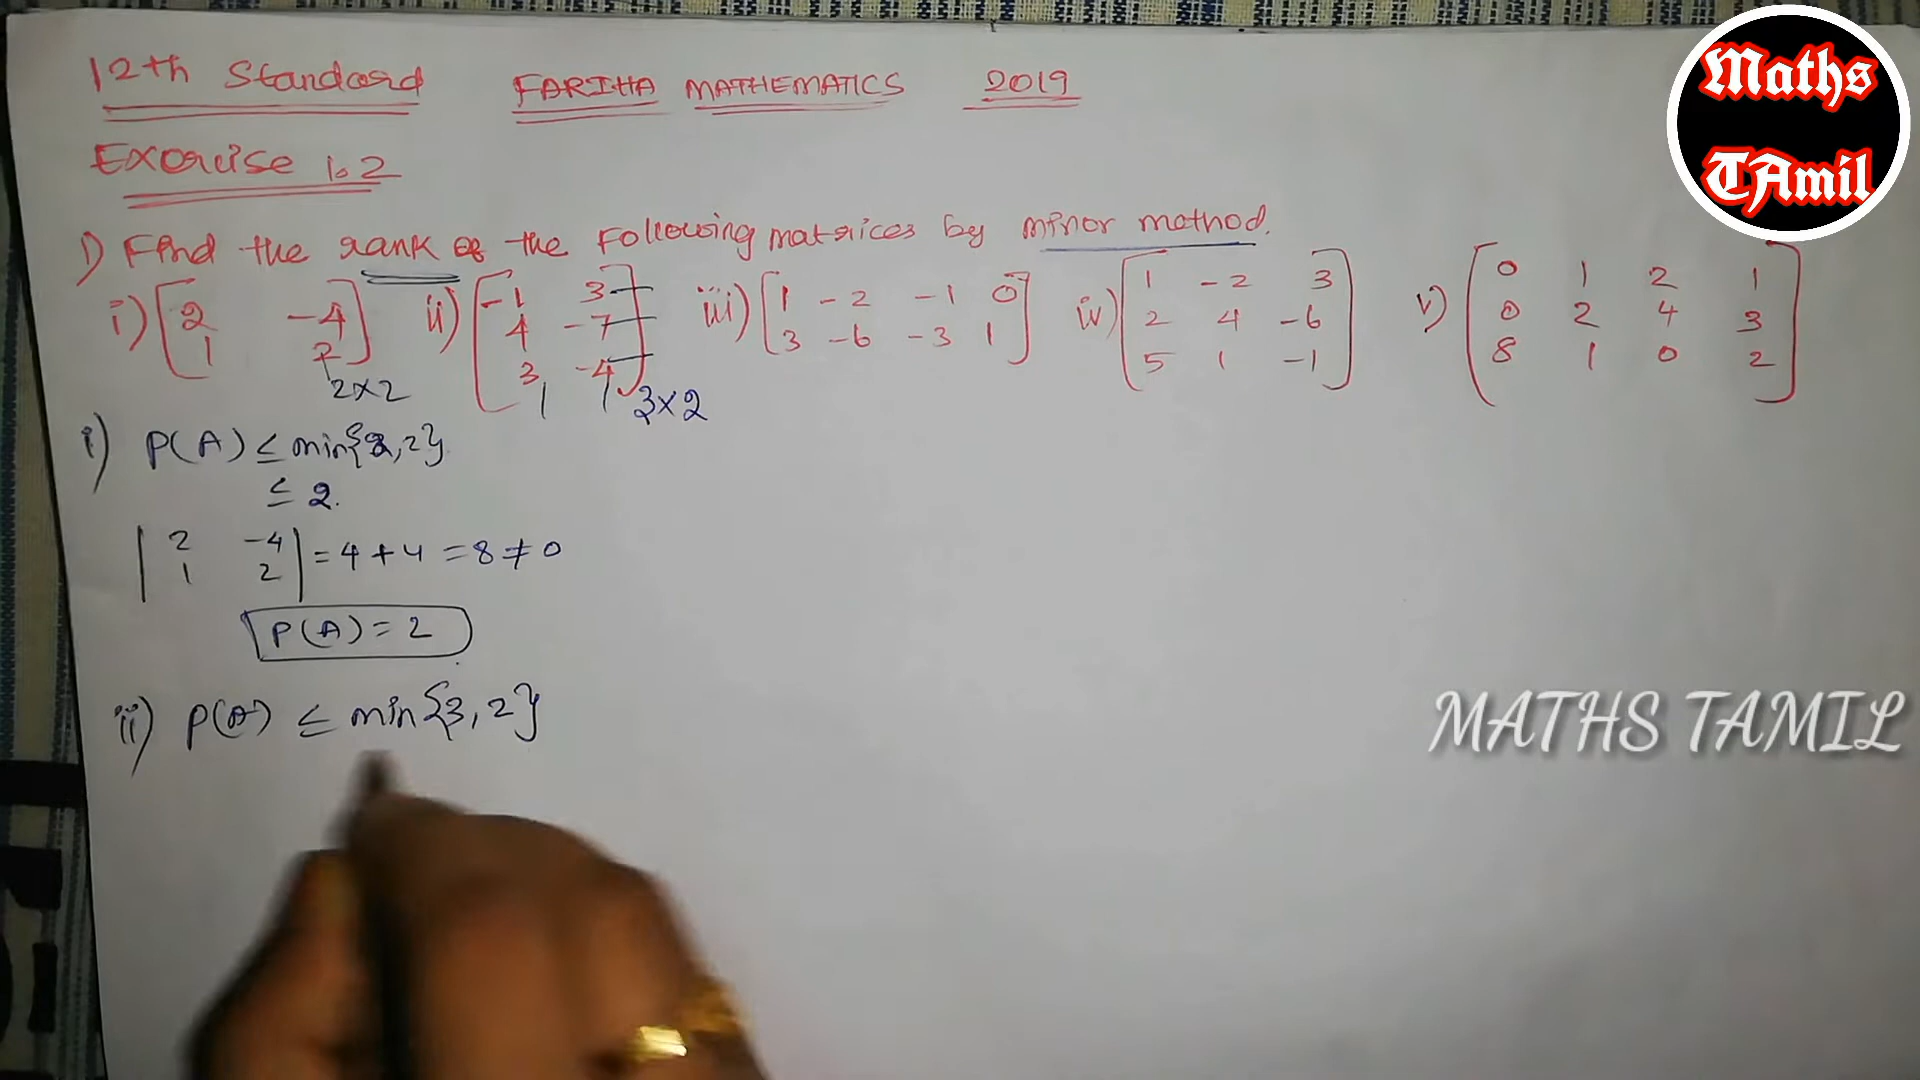 12th Standard FARITHA MATHEMATICS 2019
Maths
TAmil
Exercise 1.2
1) Find the rank of the following matrices by minor method.
i) [2 -4
1 2] 2×2
ii) [-1 3
4 -7
3 -4] 3×2
iii) [1 -2 -1 0
3 -6 -3 1]
iv) [1 -2 3
2 4 -6
5 1 -1]
v) [0 1 2 1
0 2 4 3
8 1 0 2]
i) P(A) ≤ min{2,2}
≤ 2.
|2 -4
1 2| = 4+4 = 8 ≠ 0
P(A) = 2
ii) P(A) ≤ min{3,2}
MATHS TAMIL